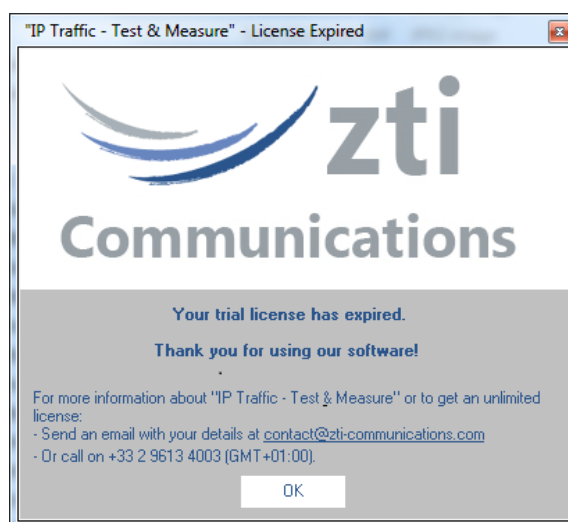 "IP Traffic - Test & Measure" - License Expired
zti
Communications
Your trial license has expired.
Thank you for using our software!
For more information about "IP Traffic - Test & Measure" or to get an unlimited
license:
- Send an email with your details at contact@zti-communications.com
- Or call on +33 2 9613 4003 (GMT+01:00).
OK